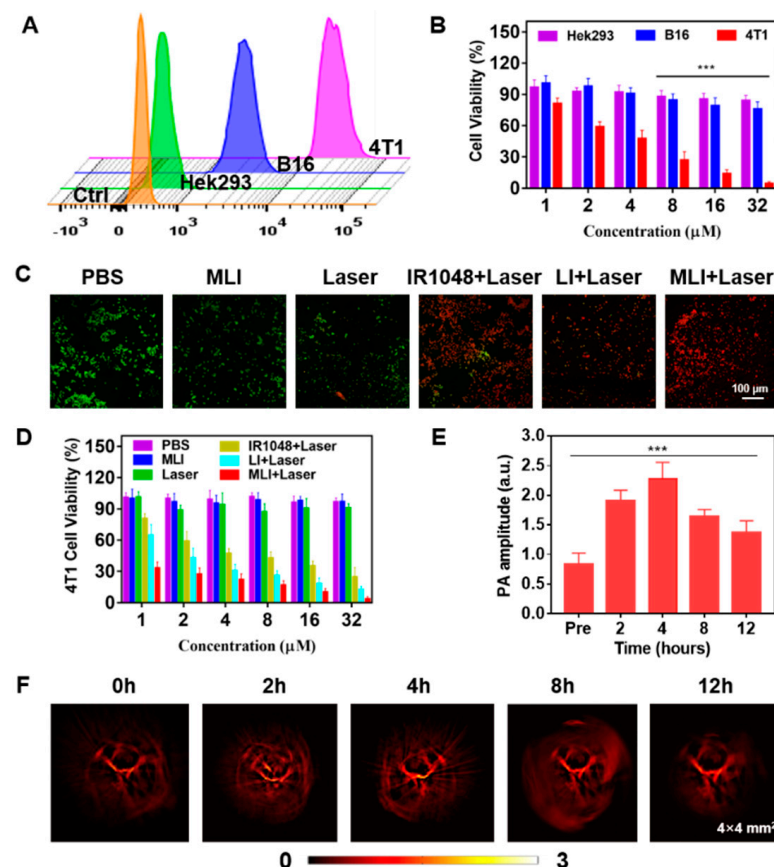 A
4T1
B16
Hek293
Ctrl
-10³ 0 10³ 10⁴ 10⁵
B
Hek293 B16 4T1
***
Cell Viability (%)
150
120
90
60
30
0
1 2 4 8 16 32
Concentration (μM)
C
PBS MLI Laser IR1048+Laser LI+Laser MLI+Laser
100 μm
D
PBS IR1048+Laser
MLI LI+Laser
Laser MLI+Laser
4T1 Cell Viability (%)
150
120
90
60
30
0
1 2 4 8 16 32
Concentration (μM)
E
***
PA amplitude (a.u.)
3.0
2.5
2.0
1.5
1.0
0.5
0.0
Pre 2 4 8 12
Time (hours)
F
0h 2h 4h 8h 12h
4×4 mm²
0 3